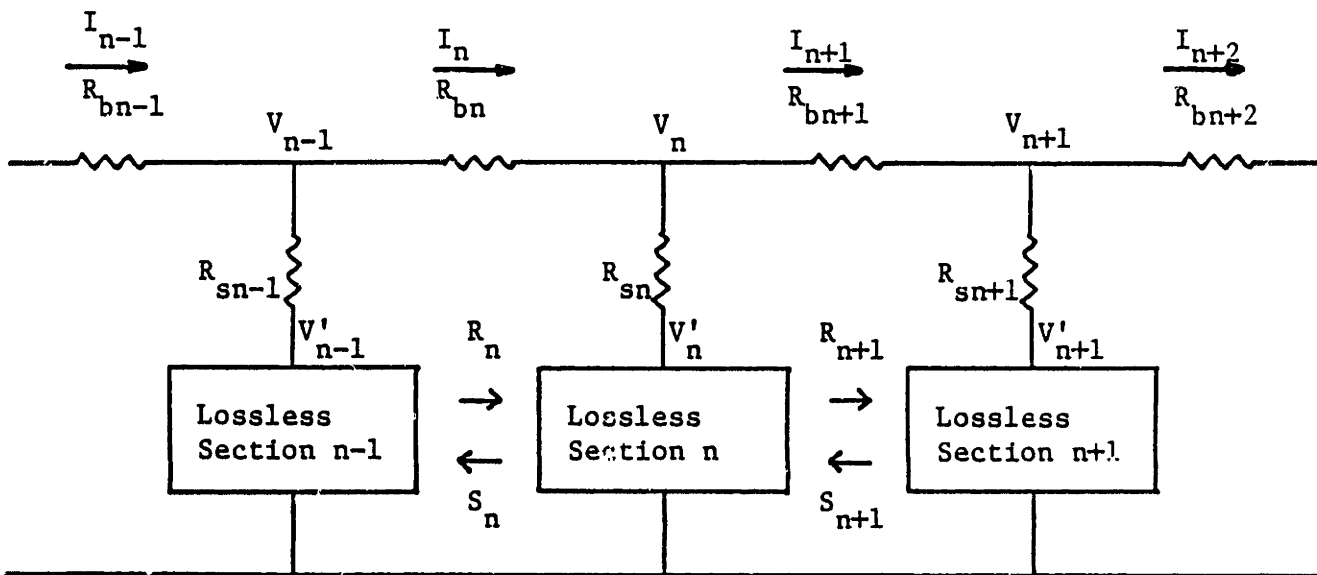 I_{n-1} I_n I_{n+1} I_{n+2}
R_{bn-1} R_{bn} R_{bn+1} R_{bn+2}
V_{n-1} V_n V_{n+1}
R_{sn-1} R_{sn} R_{sn+1}
V'_{n-1} R_n V'_n R_{n+1} V'_{n+1}
Lossless Lossless Lossless
Section n-1 Section n Section n+1
S_n S_{n+1}